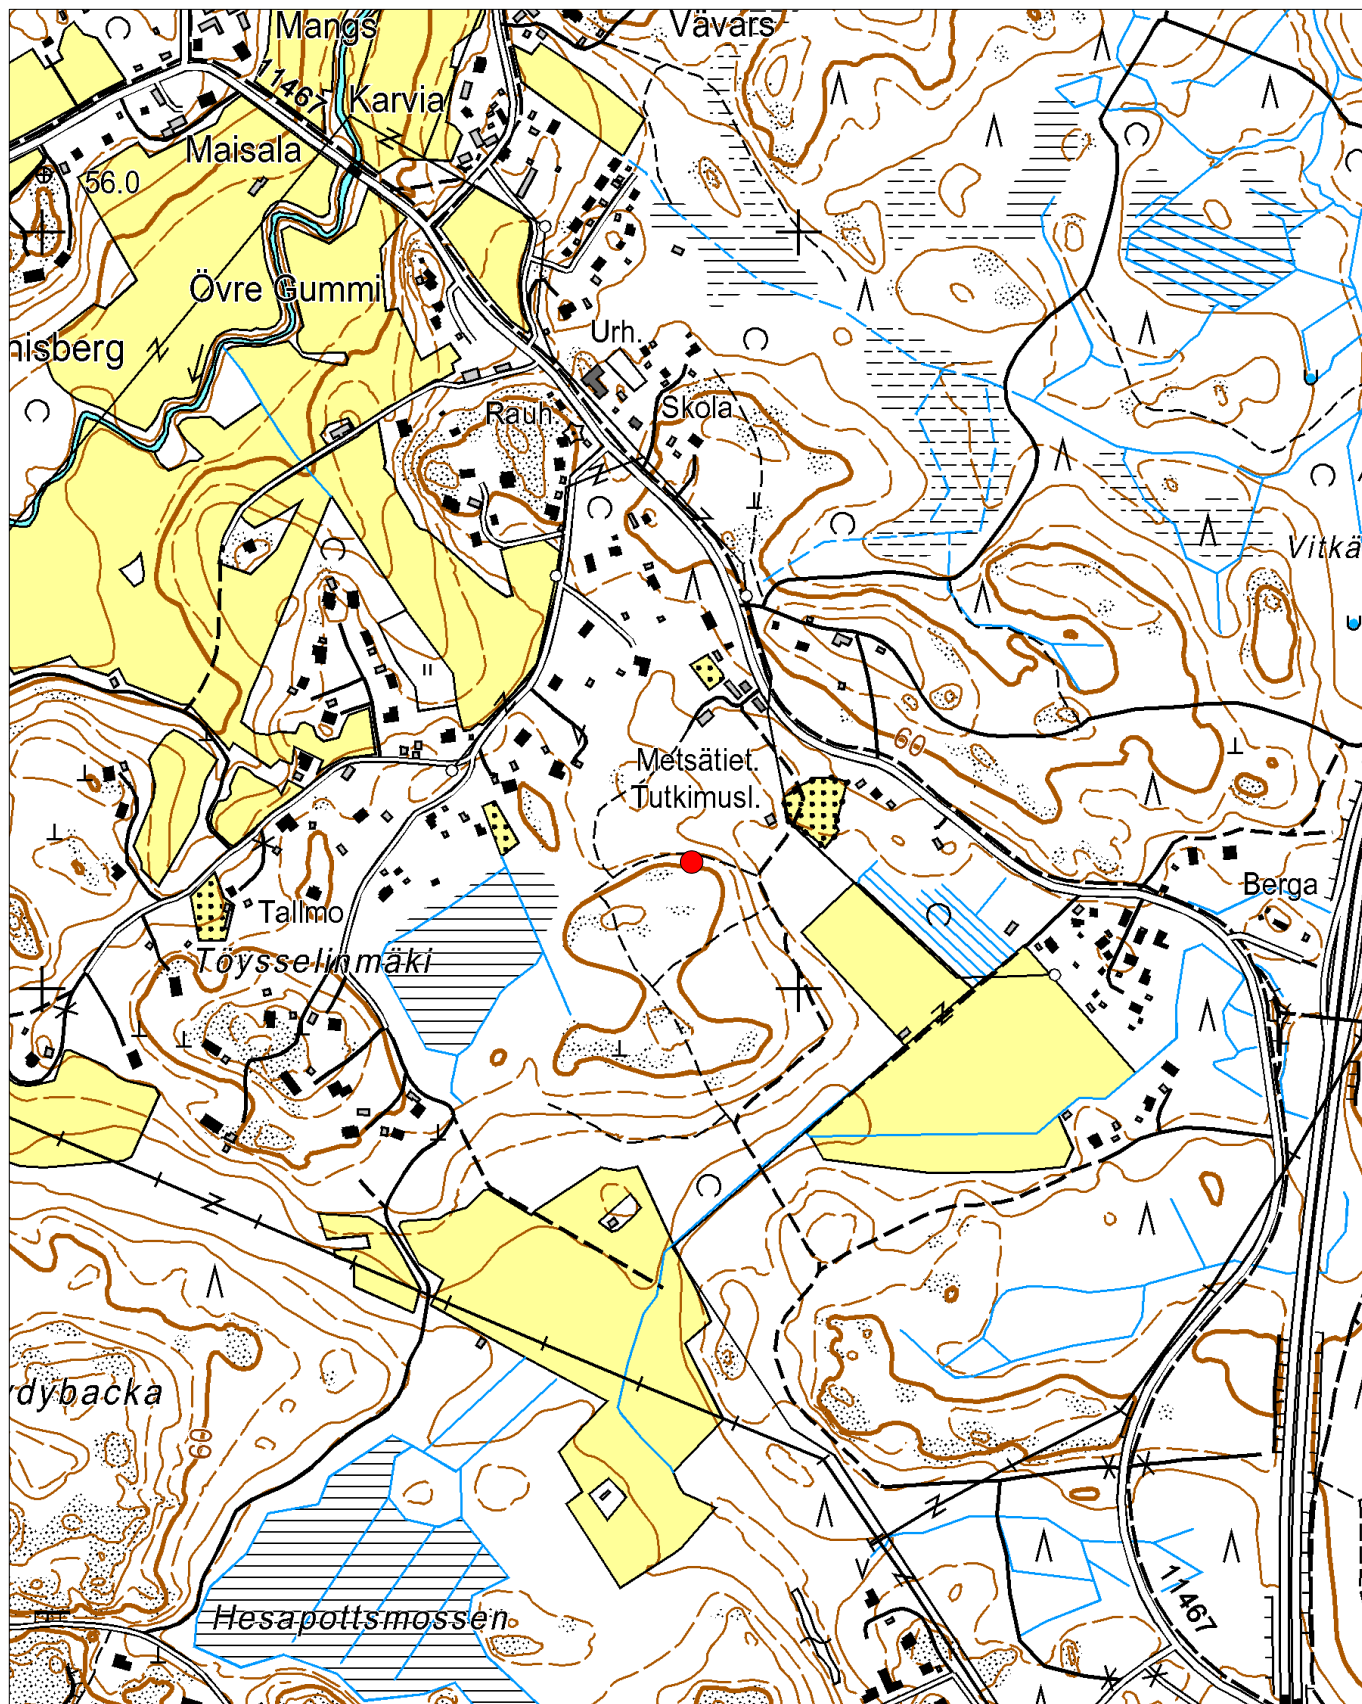 Mangs
Vävars
11467
Karvia
Maisala
56.0
Övre Gummi
nisberg
Urh.
Rauh.
Skola
Vitkä
60
Metsätiet.
Tutkimusl.
Berga
Tallmo
Töysselinmäki
dybacka
60
11467
Hesapottsmossen